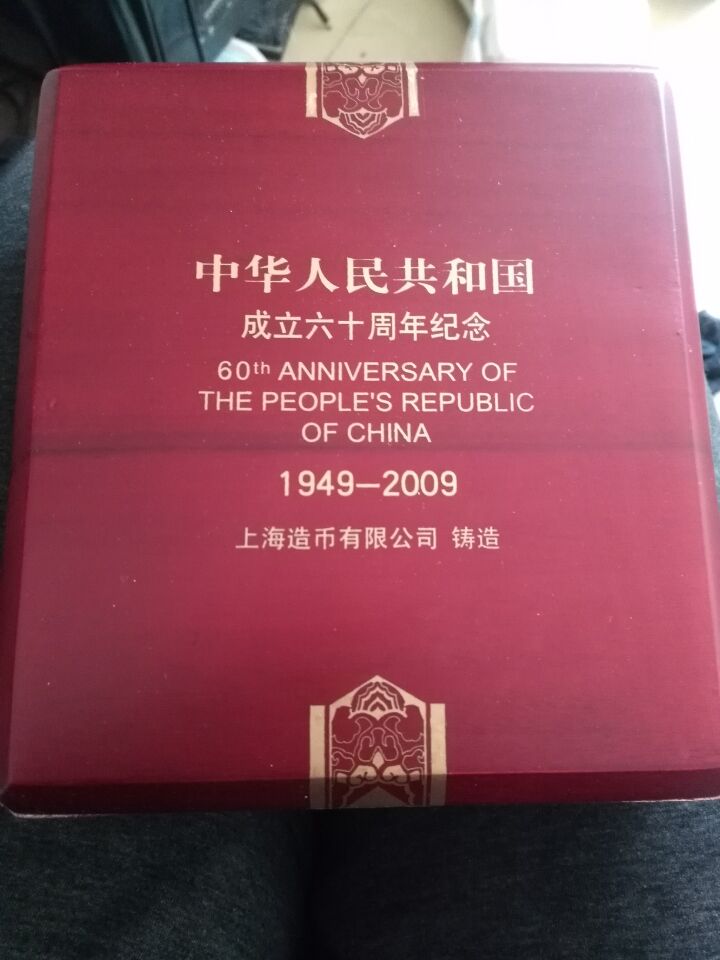 中华人民共和国
成立六十周年纪念
60th ANNIVERSARY OF
THE PEOPLE'S REPUBLIC
OF CHINA
1949—2009
上海造币有限公司 铸造